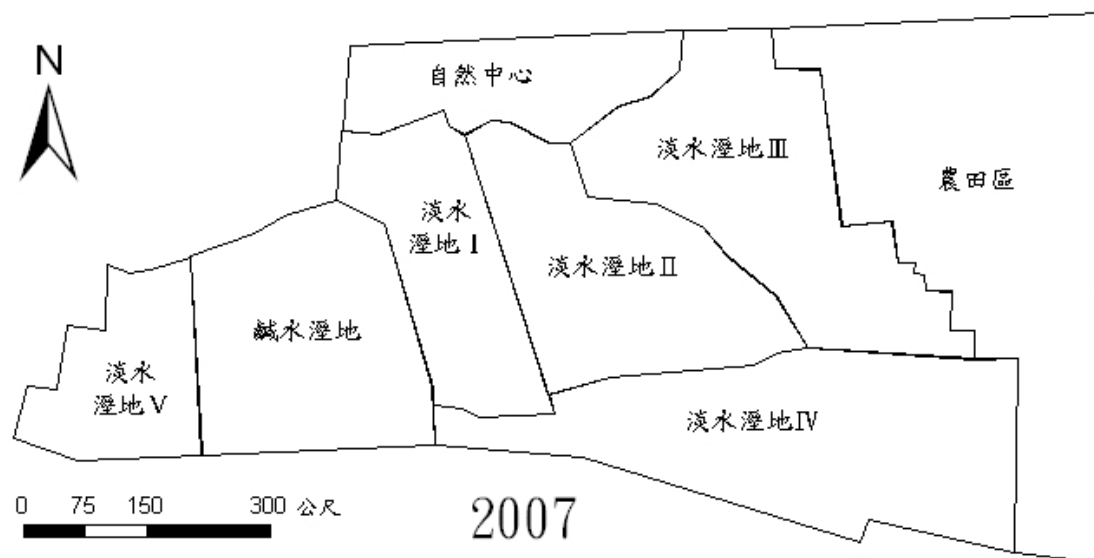 N
自然中心
淡水溼地Ⅲ
農田區
淡水
溼地Ⅰ
淡水溼地Ⅱ
鹹水溼地
淡水
溼地Ⅴ
淡水溼地Ⅳ
0 75 150 300 公尺
2007